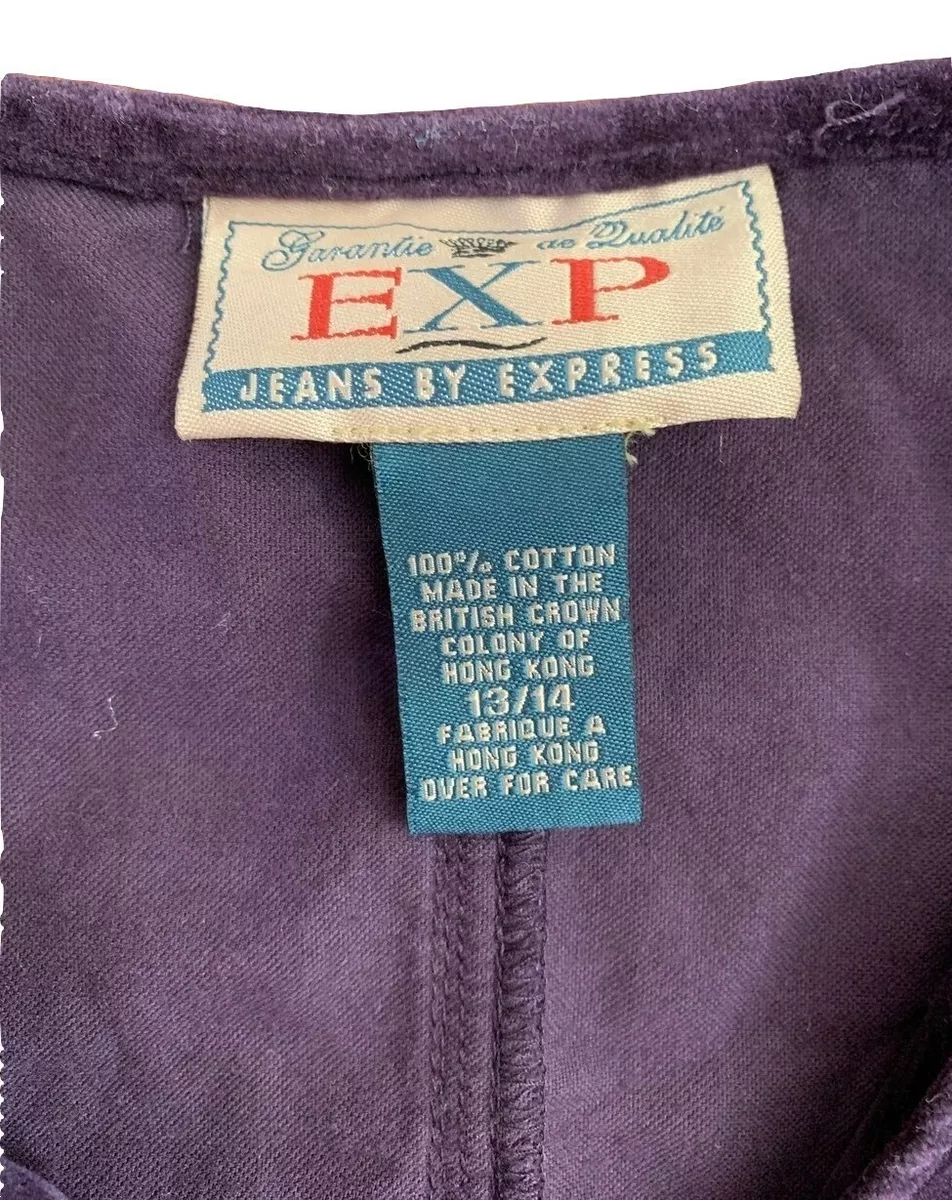 Garantie de Qualité
EXP
JEANS BY EXPRESS
100% COTTON
MADE IN THE
BRITISH CROWN
COLONY OF
HONG KONG
13/14
FABRIQUE A
HONG KONG
OVER FOR CARE